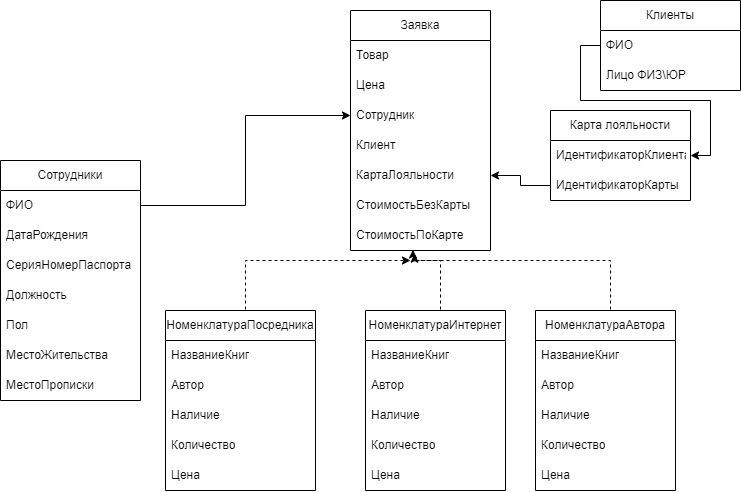 Заявка
Товар
Цена
Сотрудник
Клиент
КартаЛояльности
СтоимостьБезКарты
СтоимостьПоКарте
Клиенты
ФИО
Лицо ФИЗ\ЮР
Карта лояльности
ИдентификаторКлиента
ИдентификаторКарты
Сотрудники
ФИО
ДатаРождения
СерияНомерПаспорта
Должность
Пол
МестоЖительства
МестоПрописки
НоменклатураПосредника
НазваниеКниг
Автор
Наличие
Количество
Цена
НоменклатураИнтернет
НазваниеКниг
Автор
Наличие
Количество
Цена
НоменклатураАвтора
НазваниеКниг
Автор
Наличие
Количество
Цена